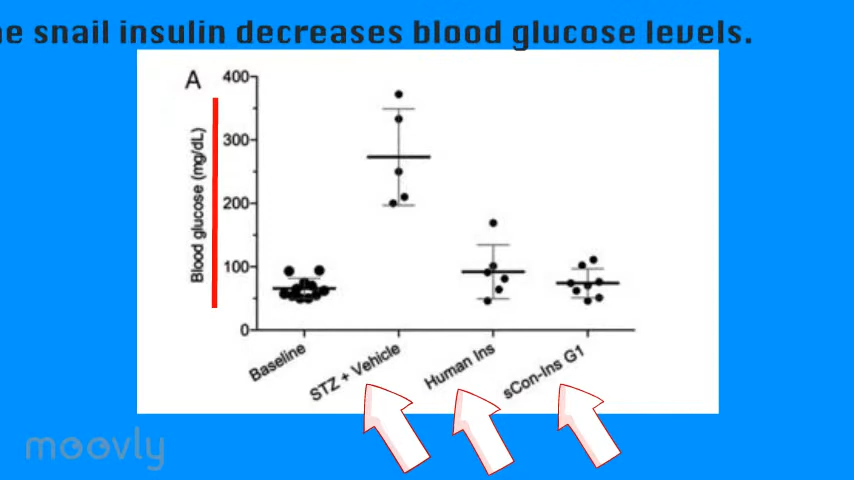 e snail insulin decreases blood glucose levels.
A
400
300
200
100
0
Blood glucose (mg/dL)
Baseline
STZ + Vehicle
Human Ins
sCon-Ins G1
moovly